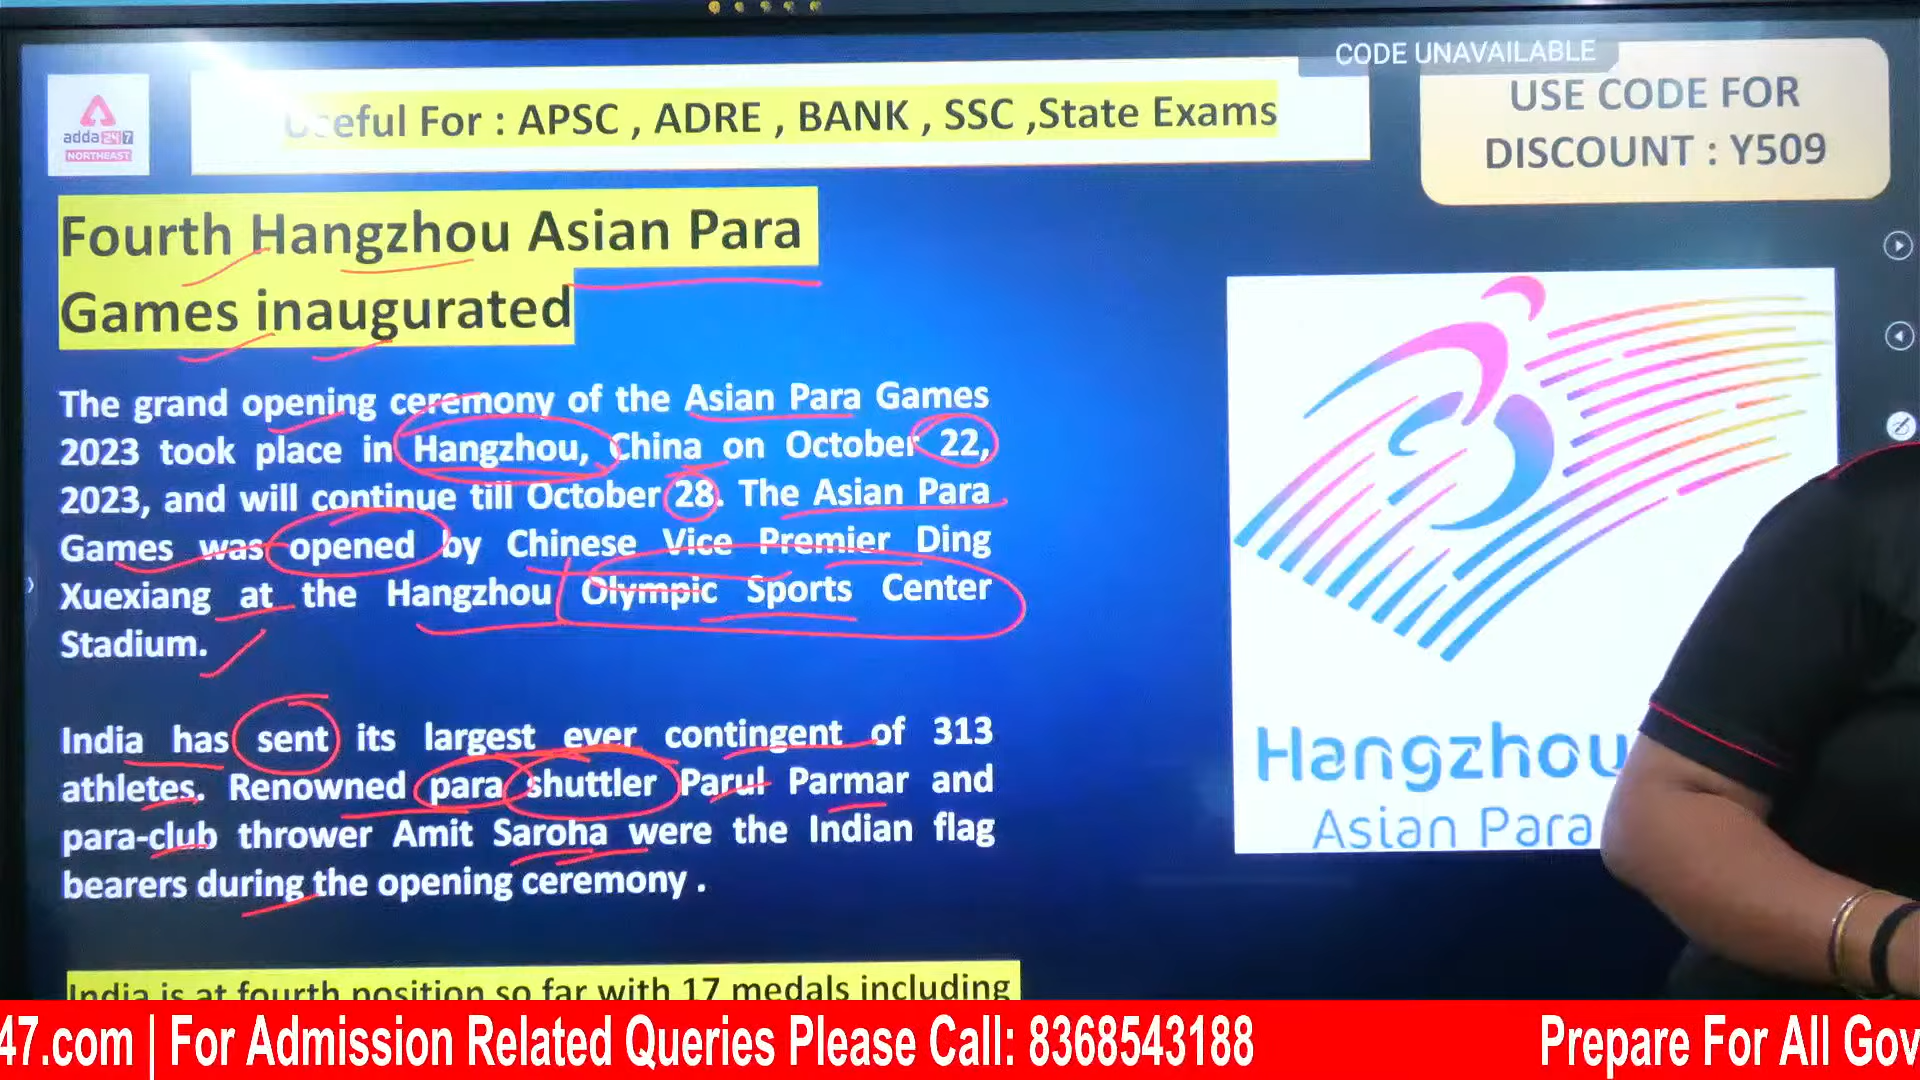 CODE UNAVAILABLE
USE CODE FOR
DISCOUNT : Y509
adda247
NORTHEAST
Useful For : APSC , ADRE , BANK , SSC ,State Exams
Fourth Hangzhou Asian Para
Games inaugurated
The grand opening ceremony of the Asian Para Games
2023 took place in Hangzhou, China on October 22,
2023, and will continue till October 28. The Asian Para
Games was opened by Chinese Vice Premier Ding
Xuexiang at the Hangzhou Olympic Sports Center
Stadium.
India has sent its largest ever contingent of 313
athletes. Renowned para shuttler Parul Parmar and
para-club thrower Amit Saroha were the Indian flag
bearers during the opening ceremony .
India is at fourth position so far with 17 medals including
Hangzhou
Asian Para
47.com | For Admission Related Queries Please Call: 8368543188
Prepare For All Gov